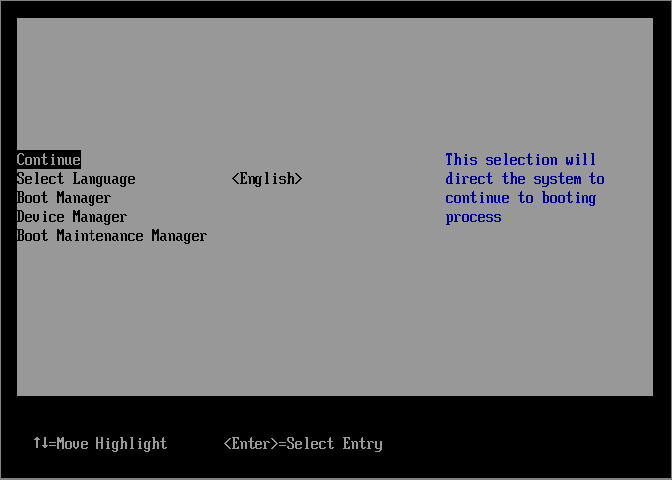 Continue
Select Language <English>
Boot Manager
Device Manager
Boot Maintenance Manager
This selection will
direct the system to
continue to booting
process
↑↓=Move Highlight <Enter>=Select Entry